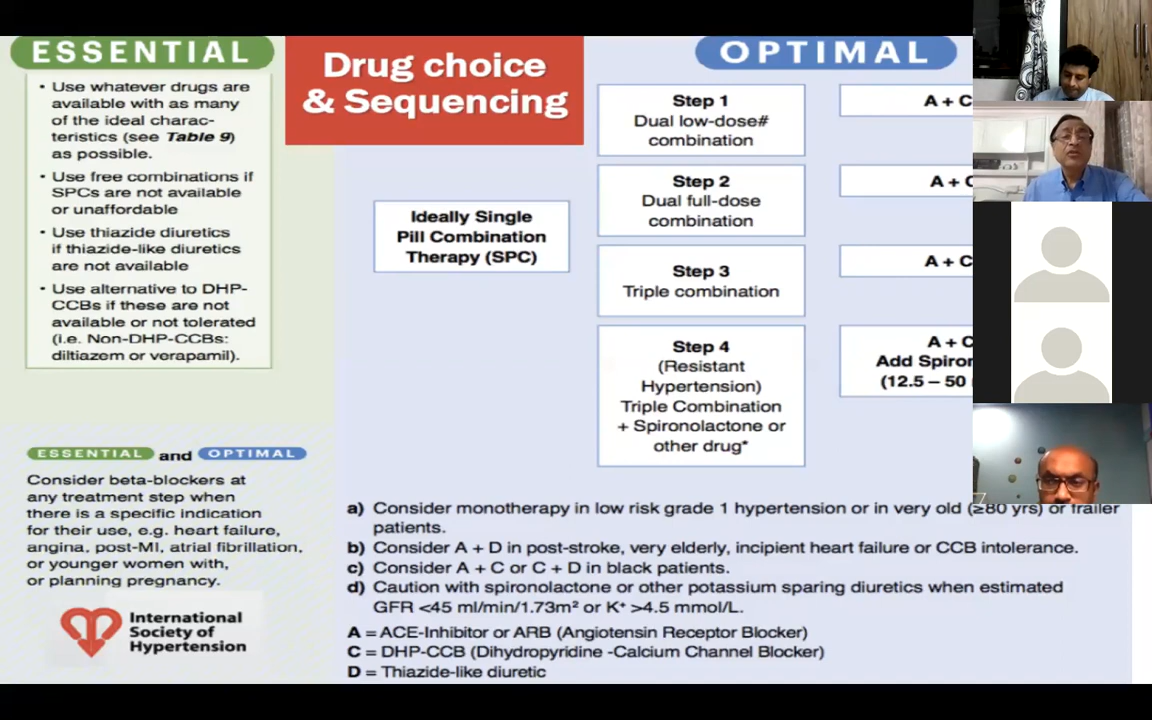 ESSENTIAL
• Use whatever drugs are
available with as many
of the ideal charac-
teristics (see Table 9)
as possible.
• Use free combinations if
SPCs are not available
or unaffordable
• Use thiazide diuretics
if thiazide-like diuretics
are not available
• Use alternative to DHP-
CCBs if these are not
available or not tolerated
(i.e. Non-DHP-CCBs:
diltiazem or verapamil).
ESSENTIAL and OPTIMAL
Consider beta-blockers at
any treatment step when
there is a specific indication
for their use, e.g. heart failure,
angina, post-MI, atrial fibrillation,
or younger women with,
or planning pregnancy.
International
Society of
Hypertension
Drug choice
& Sequencing
Ideally Single
Pill Combination
Therapy (SPC)
OPTIMAL
Step 1
Dual low-dose#
combination
A + C
Step 2
Dual full-dose
combination
A + C
Step 3
Triple combination
A + C
Step 4
(Resistant
Hypertension)
Triple Combination
+ Spironolactone or
other drug*
A + C
Add Spiron
(12.5 – 50
a) Consider monotherapy in low risk grade 1 hypertension or in very old (≥80 yrs) or frailer
patients.
b) Consider A + D in post-stroke, very elderly, incipient heart failure or CCB intolerance.
c) Consider A + C or C + D in black patients.
d) Caution with spironolactone or other potassium sparing diuretics when estimated
GFR <45 ml/min/1.73m² or K⁺ >4.5 mmol/L.
A = ACE-Inhibitor or ARB (Angiotensin Receptor Blocker)
C = DHP-CCB (Dihydropyridine -Calcium Channel Blocker)
D = Thiazide-like diuretic